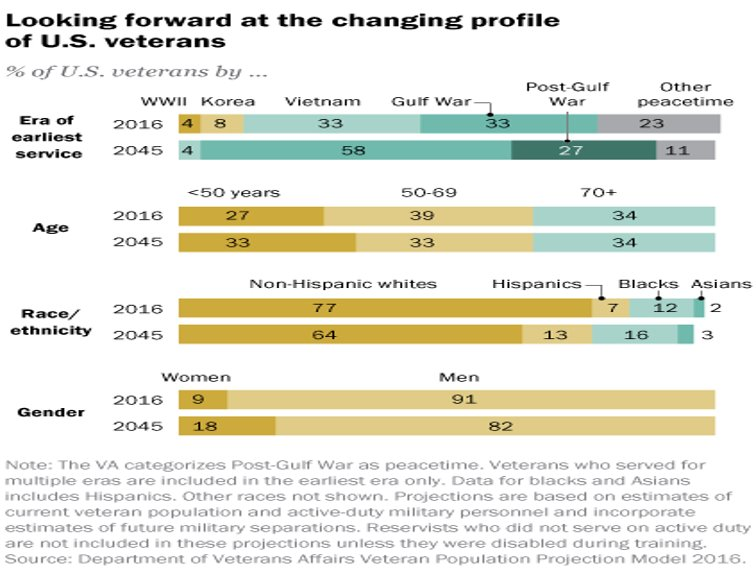 Looking forward at the changing profile
of U.S. veterans
% of U.S. veterans by ...
WWII Korea Vietnam Gulf War Post-Gulf War Other peacetime
Era of earliest service
2016 4 8 33 33 23
2045 4 58 27 11
<50 years 50-69 70+
Age
2016 27 39 34
2045 33 33 34
Non-Hispanic whites Hispanics Blacks Asians
Race/ethnicity
2016 77 7 12 2
2045 64 13 16 3
Women Men
Gender
2016 9 91
2045 18 82
Note: The VA categorizes Post-Gulf War as peacetime. Veterans who served for
multiple eras are included in the earliest era only. Data for blacks and Asians
includes Hispanics. Other races not shown. Projections are based on estimates of
current veteran population and active-duty military personnel and incorporate
estimates of future military separations. Reservists who did not serve on active duty
are not included in these projections unless they were disabled during training.
Source: Department of Veterans Affairs Veteran Population Projection Model 2016.